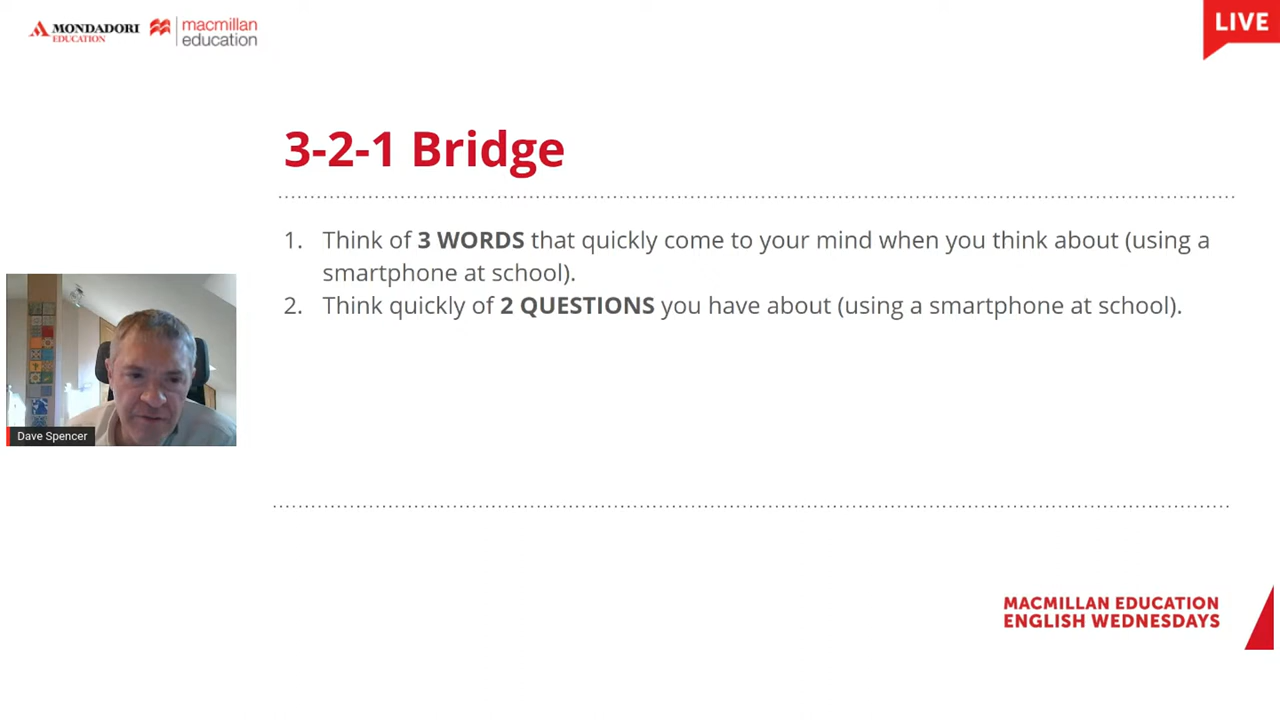 MONDADORI
EDUCATION
macmillan
education
LIVE
3-2-1 Bridge
1. Think of 3 WORDS that quickly come to your mind when you think about (using a
smartphone at school).
2. Think quickly of 2 QUESTIONS you have about (using a smartphone at school).
Dave Spencer
MACMILLAN EDUCATION
ENGLISH WEDNESDAYS